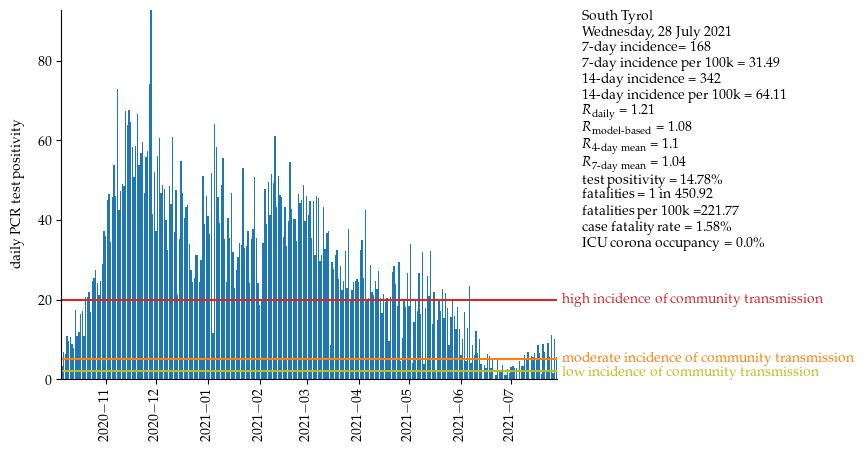 South Tyrol
Wednesday, 28 July 2021
7-day incidence= 168
7-day incidence per 100k = 31.49
14-day incidence = 342
14-day incidence per 100k = 64.11
R daily = 1.21
R model-based = 1.08
R 4-day mean = 1.1
R 7-day mean = 1.04
test positivity = 14.78%
fatalities = 1 in 450.92
fatalities per 100k =221.77
case fatality rate = 1.58%
ICU corona occupancy = 0.0%
daily PCR test positivity
80
60
40
20
0
high incidence of community transmission
moderate incidence of community transmission
low incidence of community transmission
2020−11
2020−12
2021−01
2021−02
2021−03
2021−04
2021−05
2021−06
2021−07